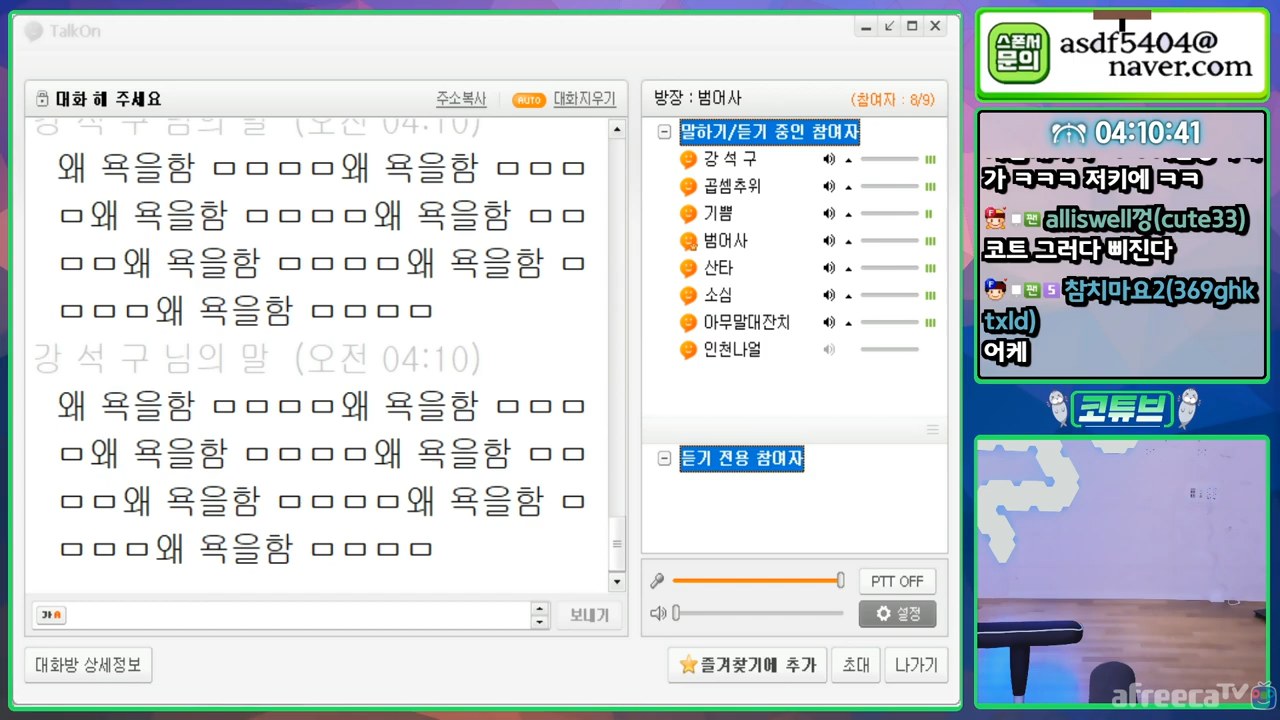 TalkOn
대화 해 주세요
주소복사
AUTO 대화지우기
강 석 구 님의 말 (오전 04:10)
왜 욕을함 ㅁㅁㅁㅁ왜 욕을함 ㅁㅁㅁ
ㅁ왜 욕을함 ㅁㅁㅁㅁ왜 욕을함 ㅁㅁ
ㅁㅁ왜 욕을함 ㅁㅁㅁㅁ왜 욕을함 ㅁ
ㅁㅁㅁ왜 욕을함 ㅁㅁㅁㅁ
강 석 구 님의 말 (오전 04:10)
왜 욕을함 ㅁㅁㅁㅁ왜 욕을함 ㅁㅁㅁ
ㅁ왜 욕을함 ㅁㅁㅁㅁ왜 욕을함 ㅁㅁ
ㅁㅁ왜 욕을함 ㅁㅁㅁㅁ왜 욕을함 ㅁ
ㅁㅁㅁ왜 욕을함 ㅁㅁㅁㅁ
가
보내기
대화방 상세정보
방장 : 범어사
(참여자 : 8/9)
말하기/듣기 중인 참여자
강 석 구
곱셈추위
기쁨
범어사
산타
소심
아무말대잔치
인천나얼
듣기 전용 참여자
PTT OFF
설정
즐겨찾기에 추가
초대
나가기
스폰서
문의
asdf5404@
naver.com
04:10:41
가 ㅋㅋㅋ 저키에 ㅋㅋ
F 팬 alliswell껑(cute33)
코트 그러다 삐진다
F 팬 S 참치마요2(369ghk
txld)
어케
코튜브
afreecaTV